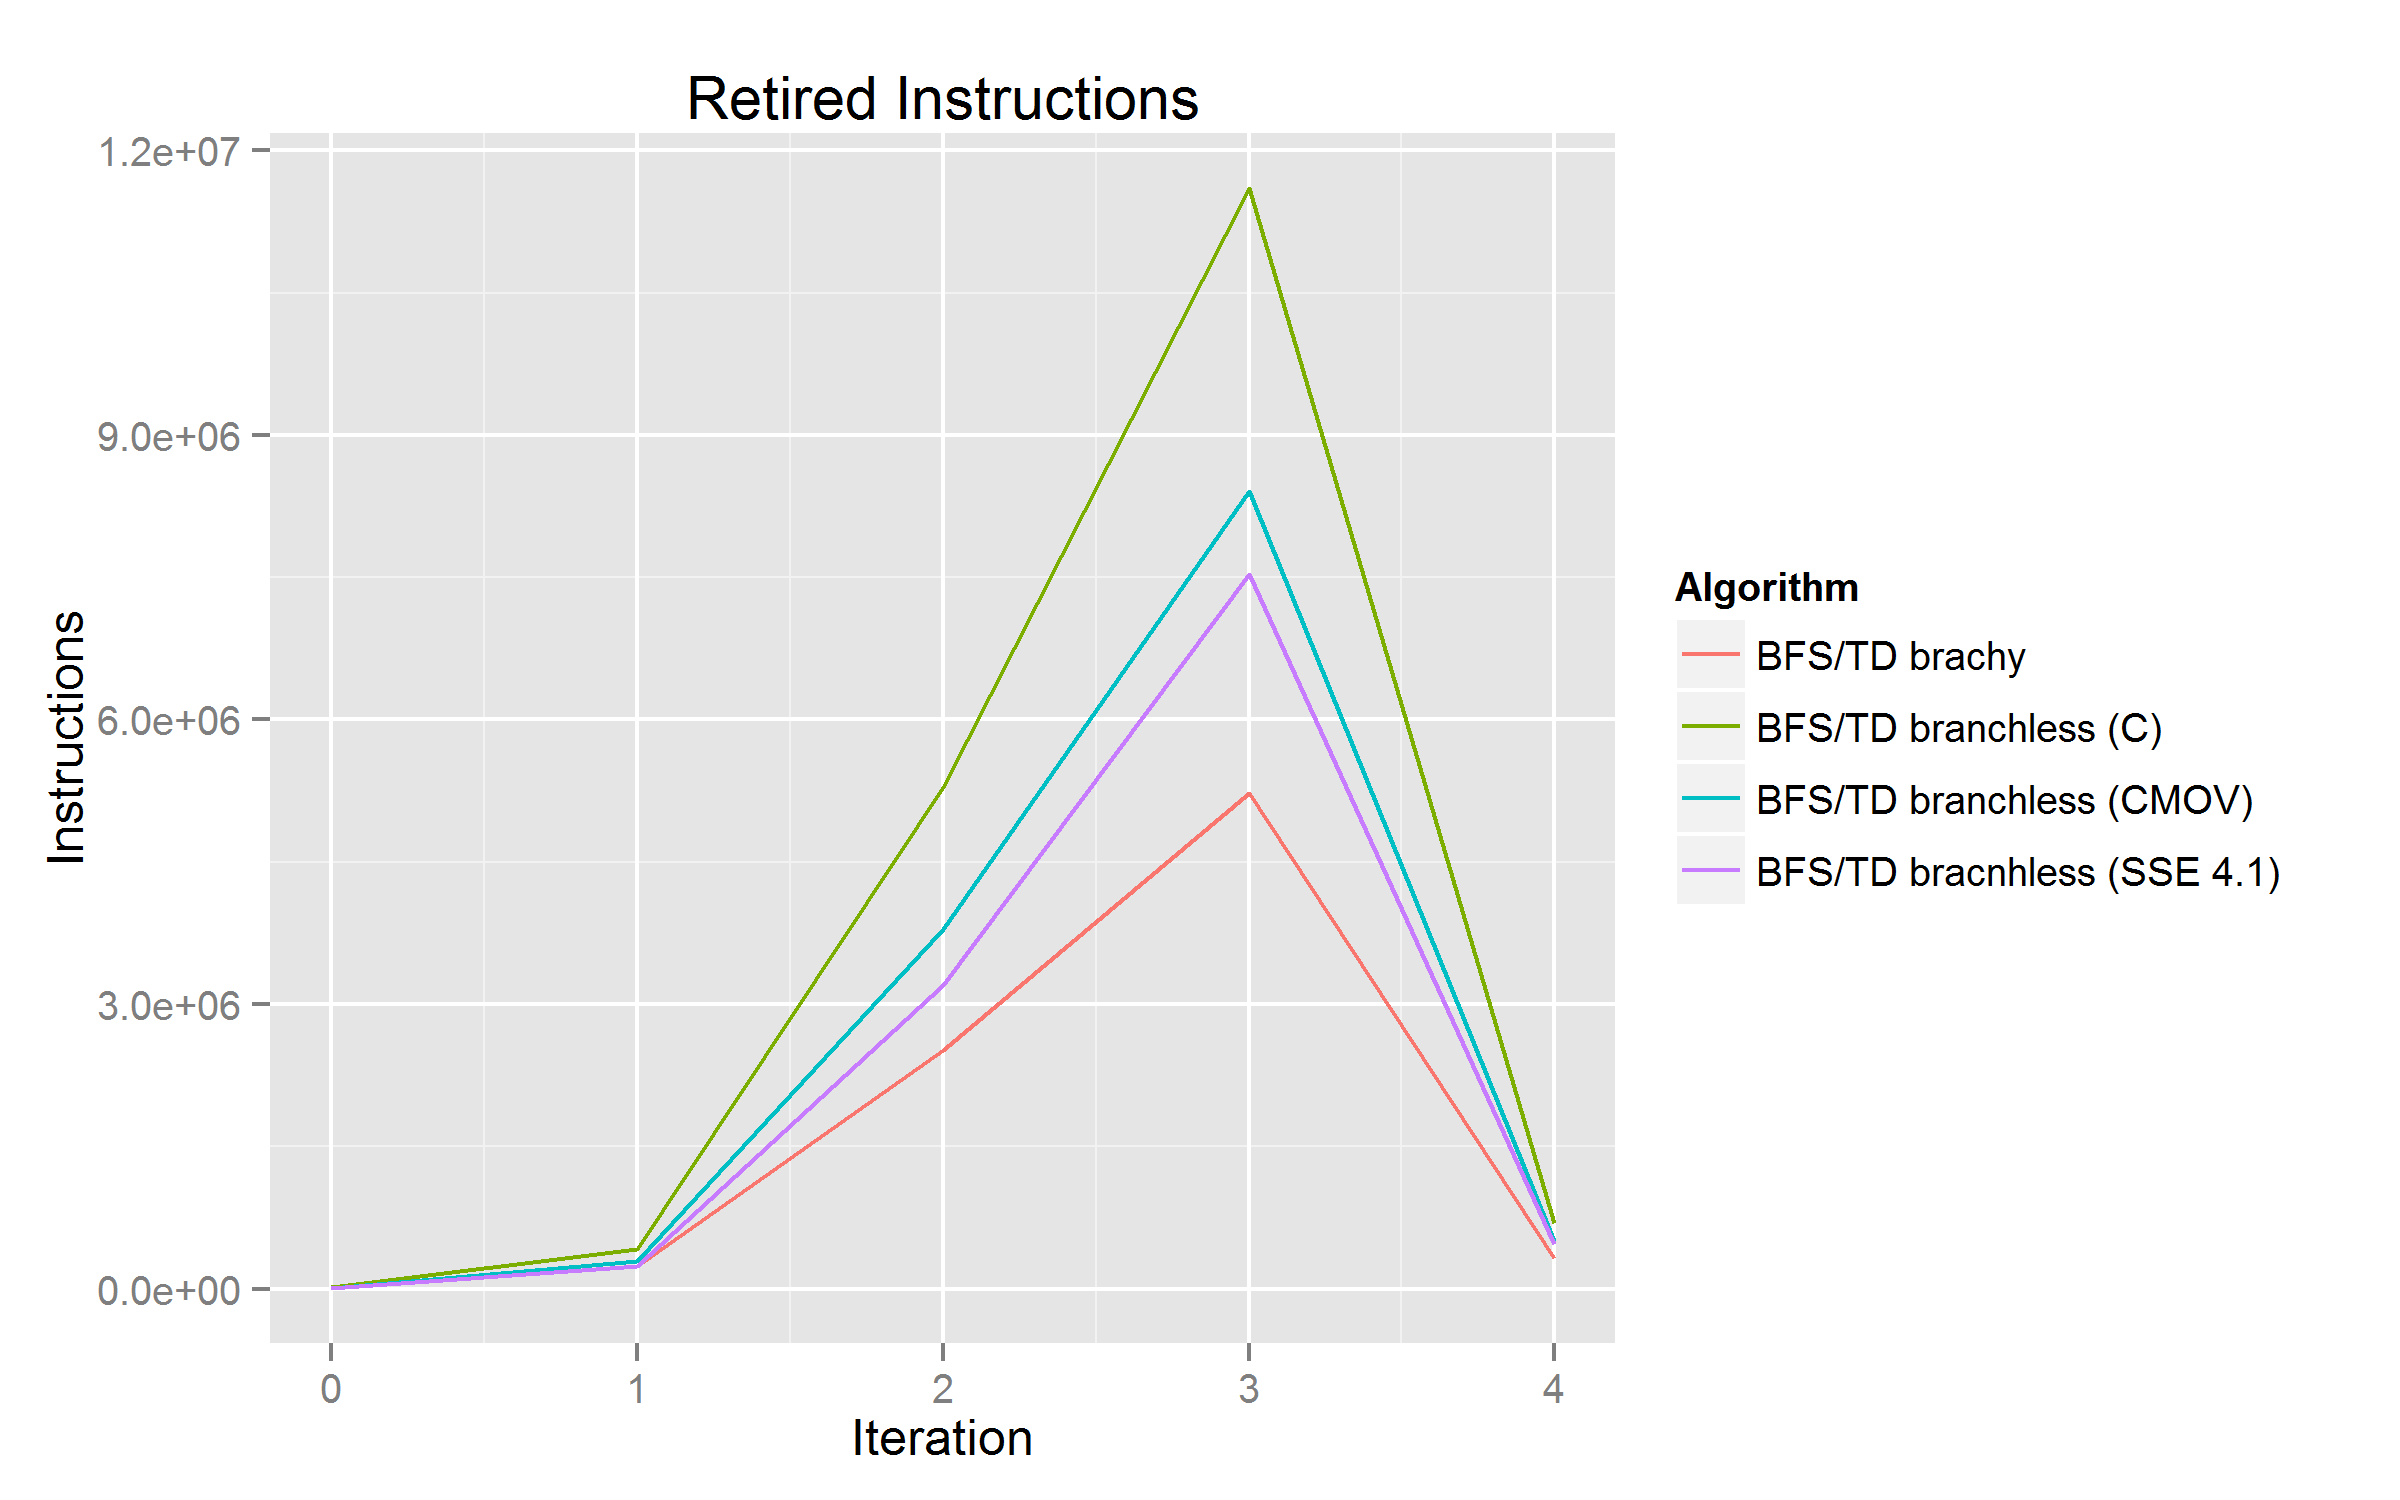 Retired Instructions
1.2e+07
9.0e+06
6.0e+06
3.0e+06
0.0e+00
Instructions
0 1 2 3 4
Iteration
Algorithm
BFS/TD brachy
BFS/TD branchless (C)
BFS/TD branchless (CMOV)
BFS/TD bracnhless (SSE 4.1)